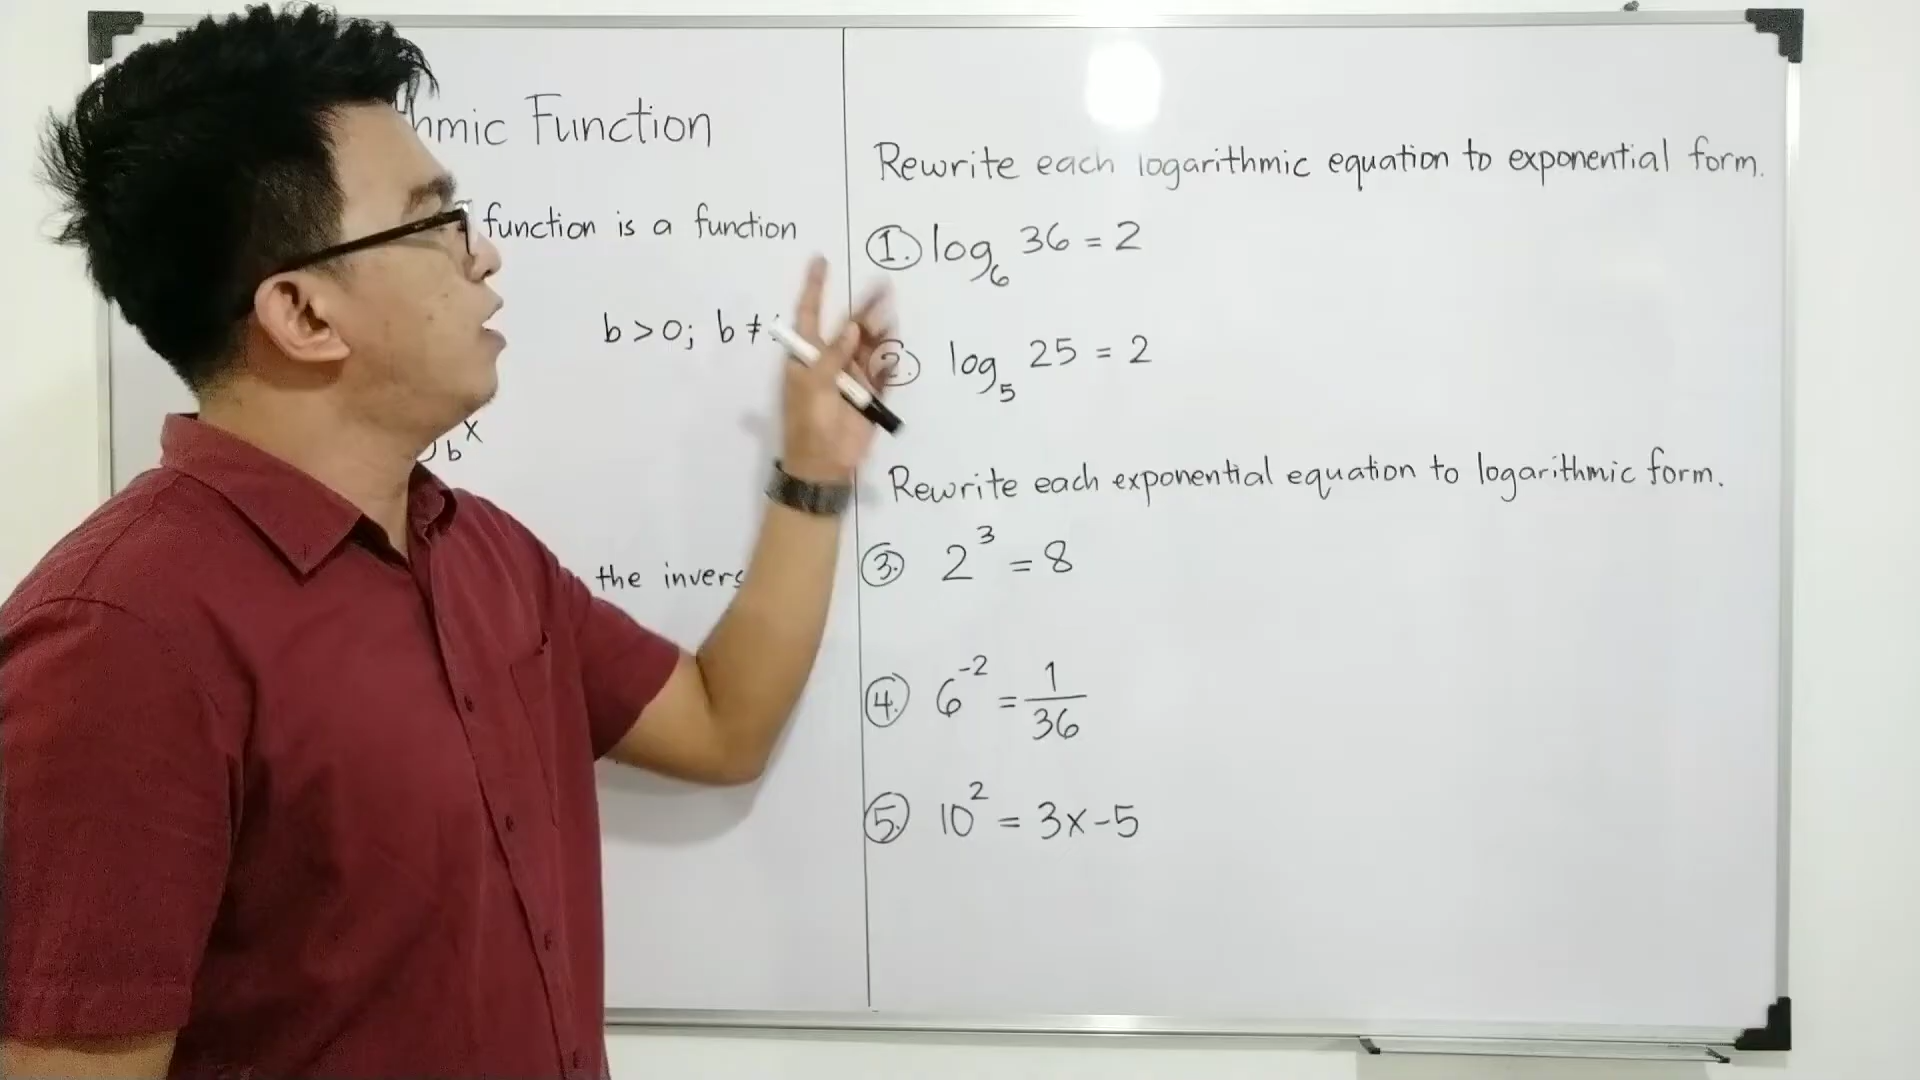 Function
function is a function
b > 0; b ≠
b^x
the
Rewrite each logarithmic equation to exponential form.
1. log_6 36 = 2
2. log_5 25 = 2
Rewrite each exponential equation to logarithmic form.
3. 2^3 = 8
4. 6^-2 = 1/36
5. 10^2 = 3x-5